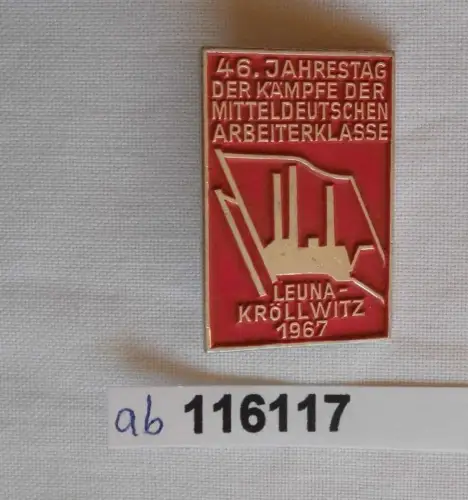 46. JAHRESTAG
DER KÄMPFE DER
MITTELDEUTSCHEN
ARBEITERKLASSE
LEUNA-
KRÖLLWITZ
1967
ab 116117